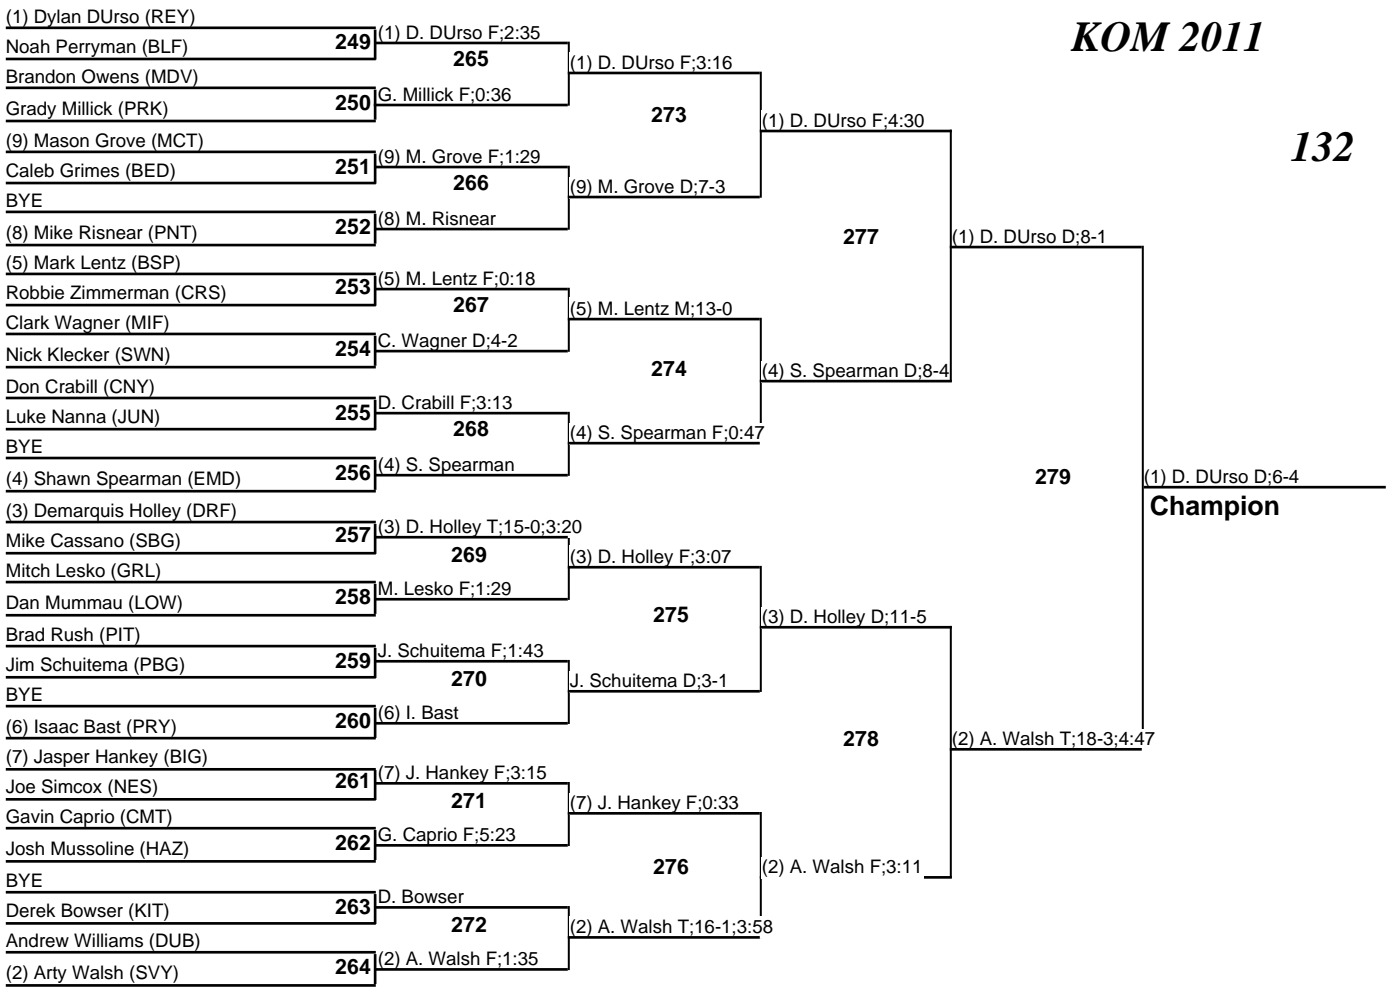 KOM 2011
132
(1) Dylan DUrso (REY)
Noah Perryman (BLF)
Brandon Owens (MDV)
Grady Millick (PRK)
(9) Mason Grove (MCT)
Caleb Grimes (BED)
BYE
(8) Mike Risnear (PNT)
(5) Mark Lentz (BSP)
Robbie Zimmerman (CRS)
Clark Wagner (MIF)
Nick Klecker (SWN)
Don Crabill (CNY)
Luke Nanna (JUN)
BYE
(4) Shawn Spearman (EMD)
(3) Demarquis Holley (DRF)
Mike Cassano (SBG)
Mitch Lesko (GRL)
Dan Mummau (LOW)
Brad Rush (PIT)
Jim Schuitema (PBG)
BYE
(6) Isaac Bast (PRY)
(7) Jasper Hankey (BIG)
Joe Simcox (NES)
Gavin Caprio (CMT)
Josh Mussoline (HAZ)
BYE
Derek Bowser (KIT)
Andrew Williams (DUB)
(2) Arty Walsh (SVY)
249
250
251
252
253
254
255
256
257
258
259
260
261
262
263
264
(1) D. DUrso F;2:35
G. Millick F;0:36
(9) M. Grove F;1:29
(8) M. Risnear
(5) M. Lentz F;0:18
C. Wagner D;4-2
D. Crabill F;3:13
(4) S. Spearman
(3) D. Holley T;15-0;3:20
M. Lesko F;1:29
J. Schuitema F;1:43
(6) I. Bast
(7) J. Hankey F;3:15
G. Caprio F;5:23
D. Bowser
(2) A. Walsh F;1:35
265
266
267
268
269
270
271
272
(1) D. DUrso F;3:16
(9) M. Grove D;7-3
(5) M. Lentz M;13-0
(4) S. Spearman F;0:47
(3) D. Holley F;3:07
J. Schuitema D;3-1
(7) J. Hankey F;0:33
(2) A. Walsh T;16-1;3:58
273
274
275
276
(1) D. DUrso F;4:30
(4) S. Spearman D;8-4
(3) D. Holley D;11-5
(2) A. Walsh F;3:11
277
278
(1) D. DUrso D;8-1
(2) A. Walsh T;18-3;4:47
279
(1) D. DUrso D;6-4
Champion